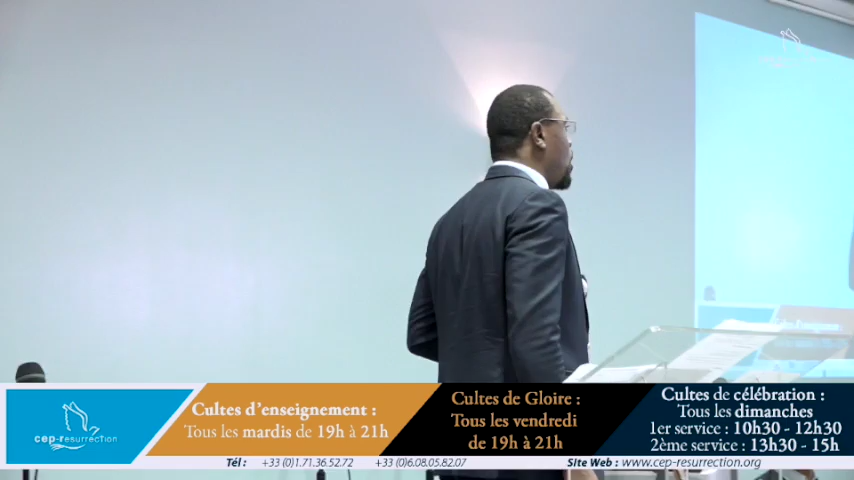 cep-resurrection
Cultes d'enseignement :
Tous les mardis de 19h à 21h
Cultes de Gloire :
Tous les vendredi
de 19h à 21h
Cultes de célébration :
Tous les dimanches
1er service : 10h30 - 12h30
2ème service : 13h30 - 15h
Tél : +33 (0)1.71.36.52.72 +33 (0)6.08.05.82.07 Site Web : www.cep-resurrection.org